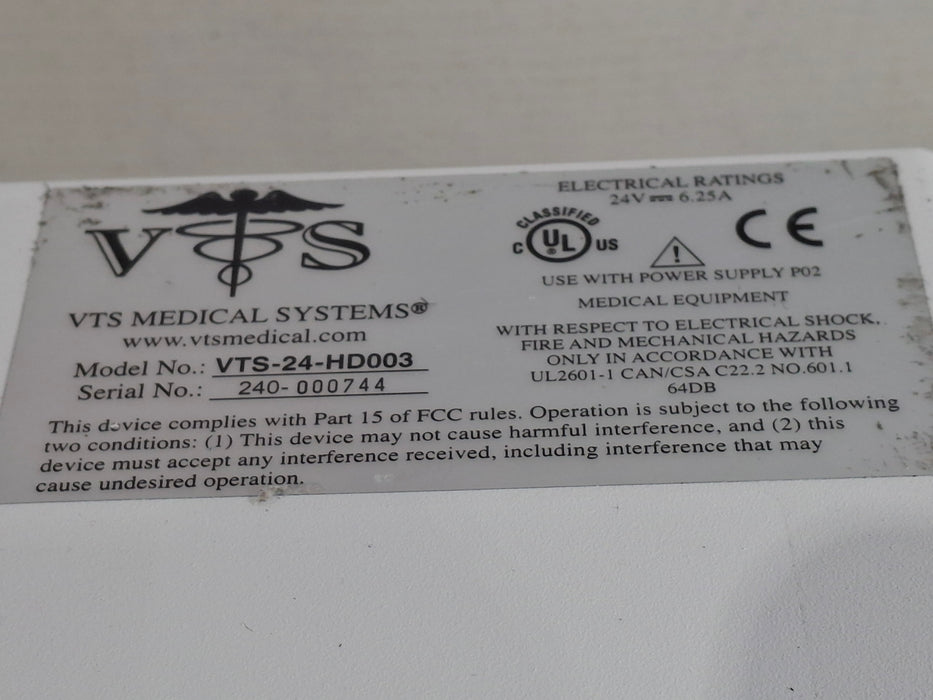 VTS
VTS MEDICAL SYSTEMS®
www.vtsmedical.com
Model No.: VTS-24-HD003
Serial No.: 240-000744
ELECTRICAL RATINGS
24V ⎓ 6.25A
CLASSIFIED
C UL® US
CE
USE WITH POWER SUPPLY P02
MEDICAL EQUIPMENT
WITH RESPECT TO ELECTRICAL SHOCK,
FIRE AND MECHANICAL HAZARDS
ONLY IN ACCORDANCE WITH
UL2601-1 CAN/CSA C22.2 NO.601.1
64DB
This device complies with Part 15 of FCC rules. Operation is subject to the following
two conditions: (1) This device may not cause harmful interference, and (2) this
device must accept any interference received, including interference that may
cause undesired operation.